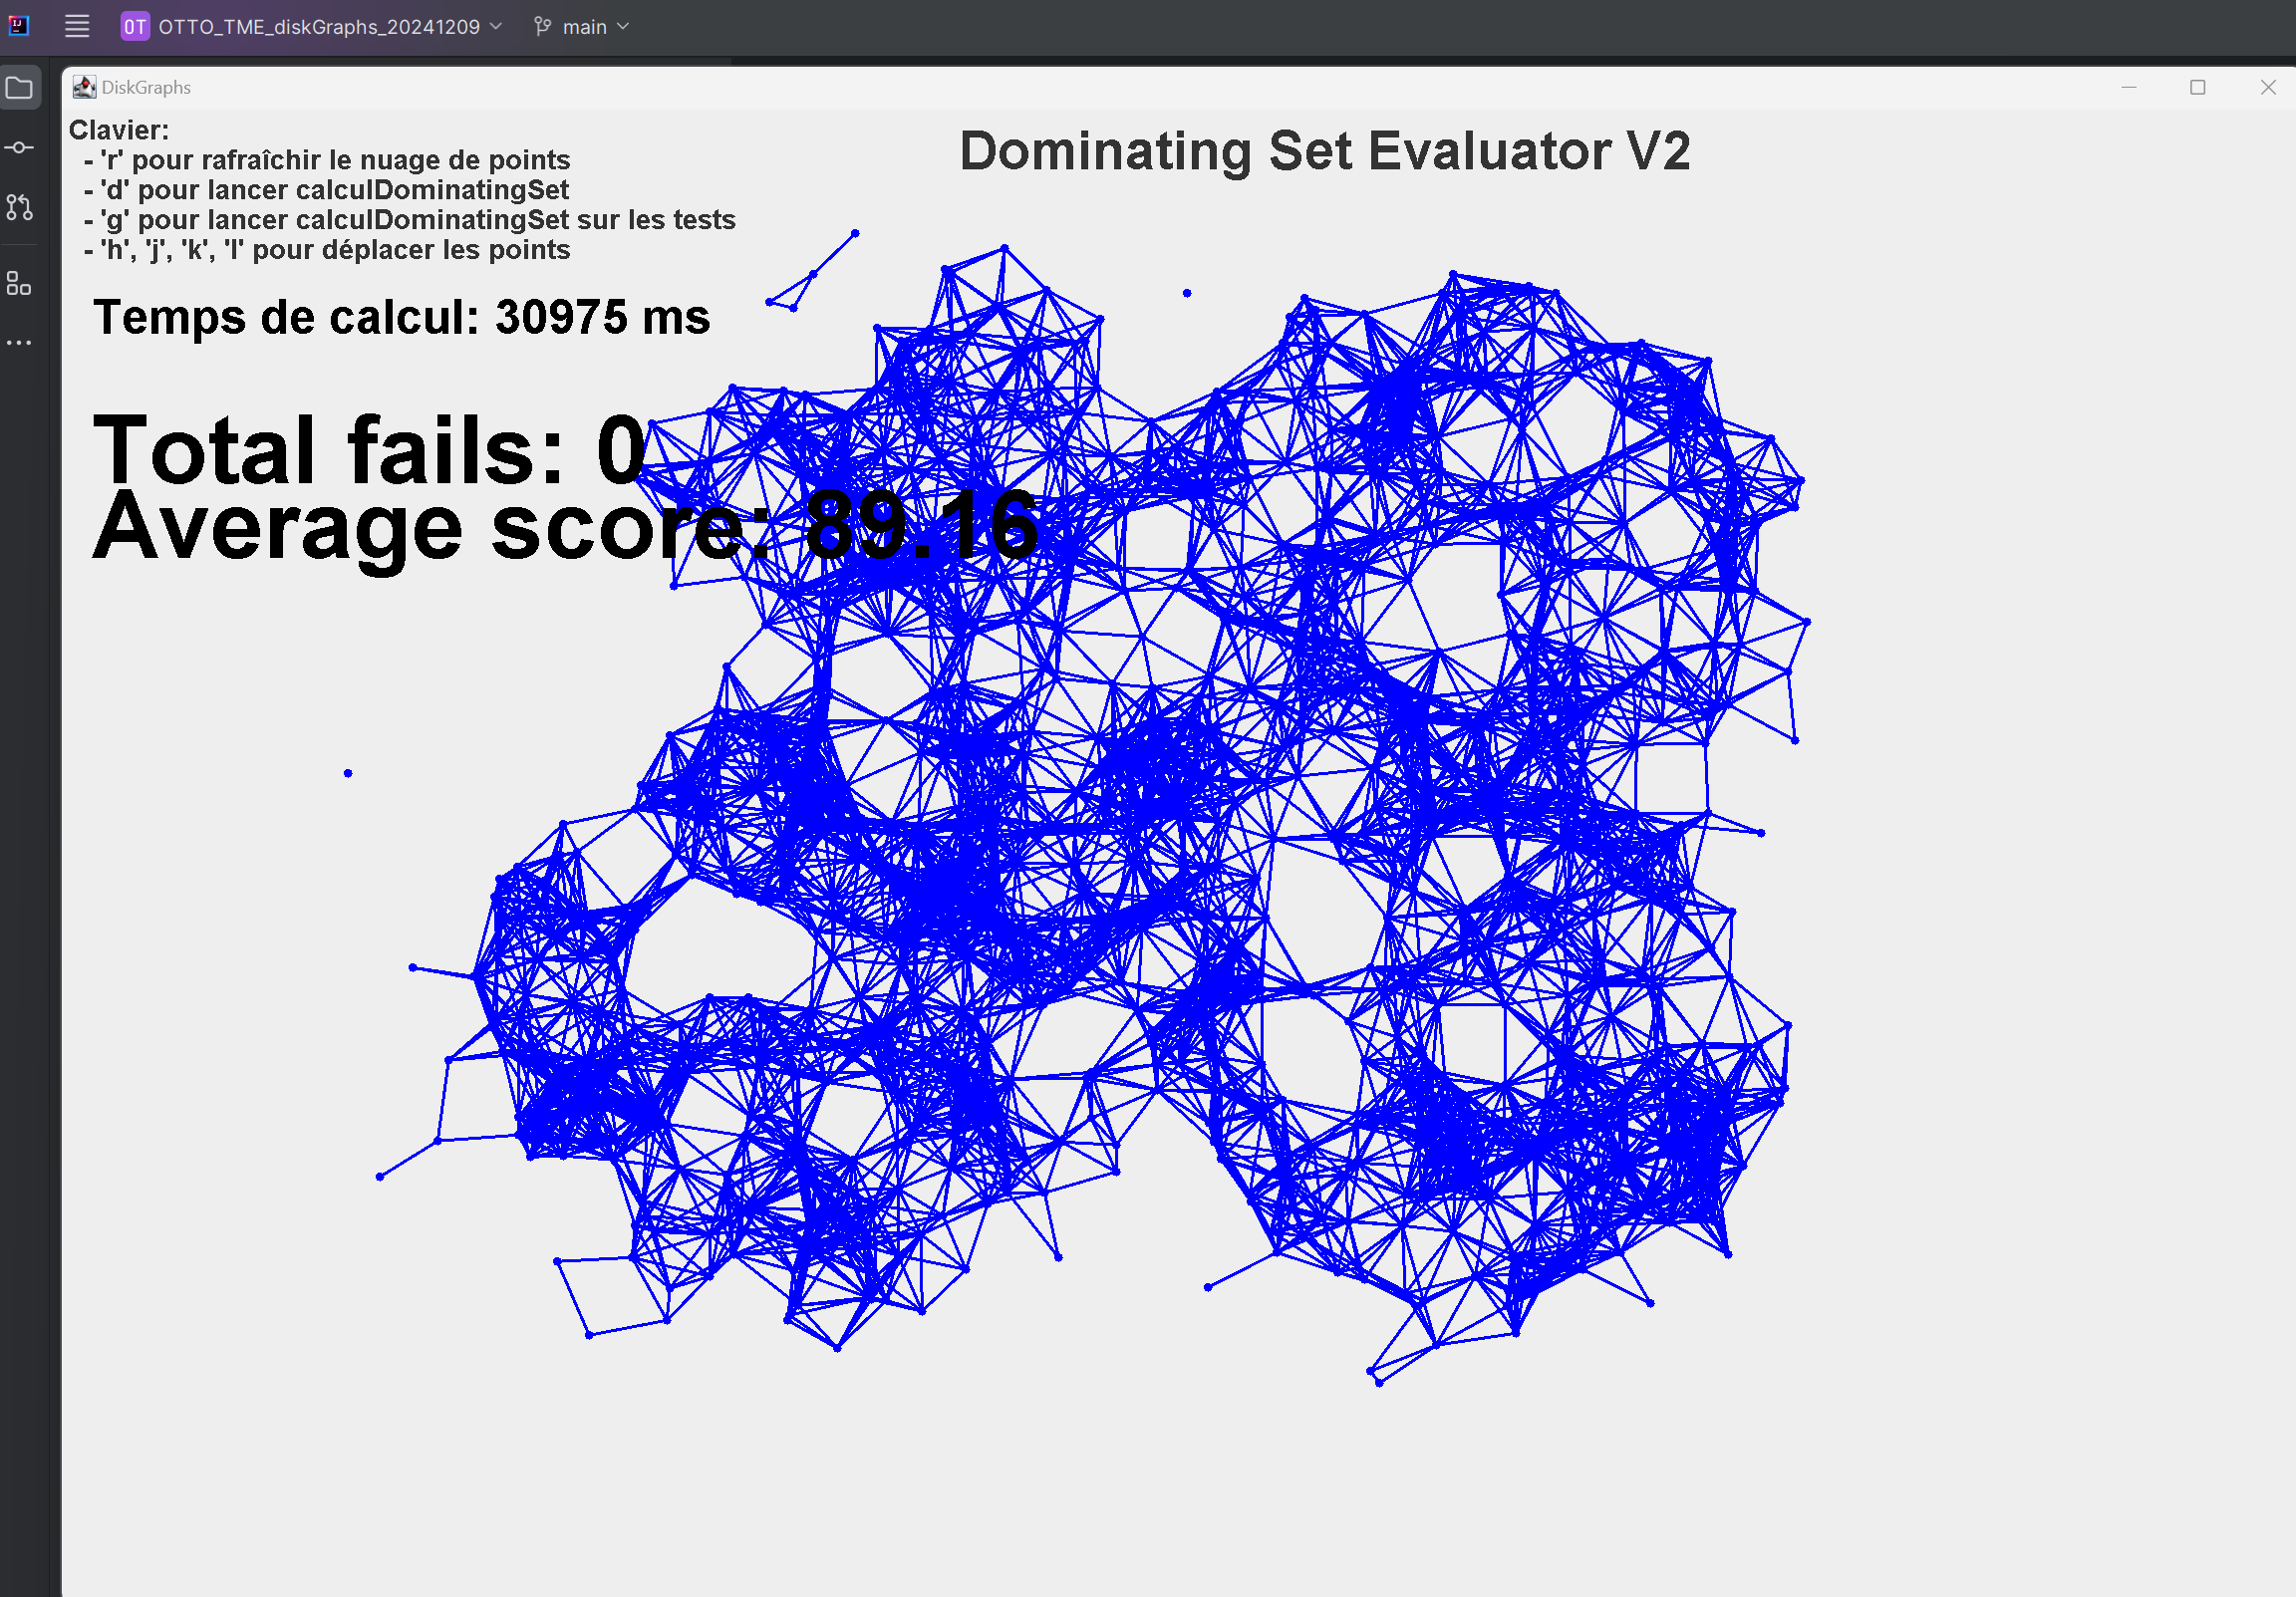 OT OTTO_TME_diskGraphs_20241209 main
DiskGraphs
Clavier:
- 'r' pour rafraîchir le nuage de points
- 'd' pour lancer calculDominatingSet
- 'g' pour lancer calculDominatingSet sur les tests
- 'h', 'j', 'k', 'l' pour déplacer les points
Dominating Set Evaluator V2
Temps de calcul: 30975 ms
Total fails: 0
Average score: 89.16